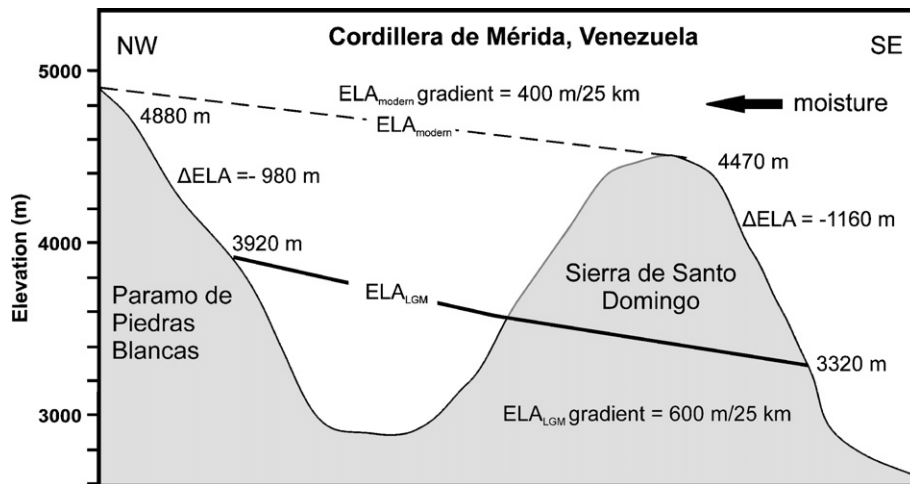 Cordillera de Mérida, Venezuela
NW
SE
5000
4000
3000
Elevation (m)
ELAmodern gradient = 400 m/25 km
moisture
ELAmodern
4880 m
4470 m
ΔELA =- 980 m
ΔELA = -1160 m
3920 m
ELALGM
Sierra de Santo
Domingo
Paramo de
Piedras
Blancas
3320 m
ELALGM gradient = 600 m/25 km